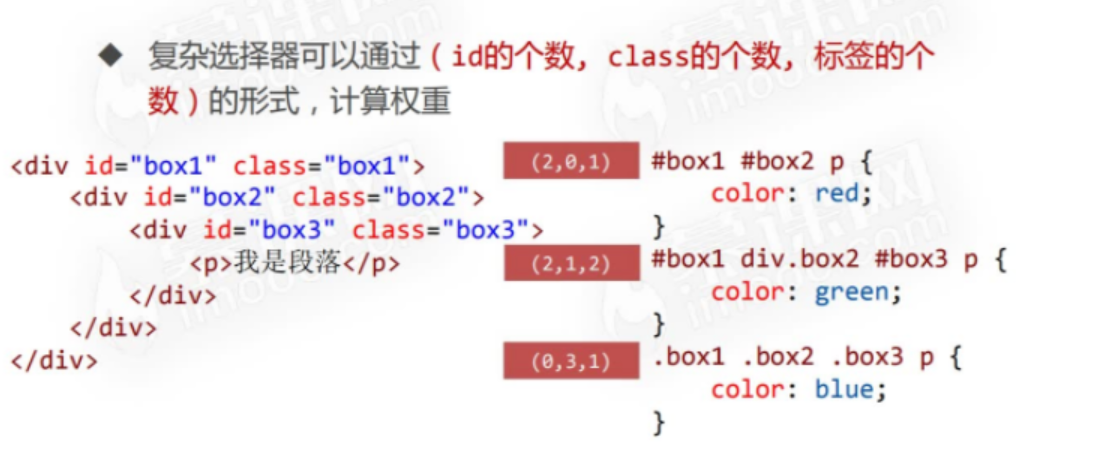 ◆ 复杂选择器可以通过(id的个数, class的个数, 标签的个
数)的形式,计算权重
<div id="box1" class="box1">
<div id="box2" class="box2">
<div id="box3" class="box3">
<p>我是段落</p>
</div>
</div>
</div>
(2,0,1) #box1 #box2 p {
color: red;
}
(2,1,2) #box1 div.box2 #box3 p {
color: green;
}
(0,3,1) .box1 .box2 .box3 p {
color: blue;
}